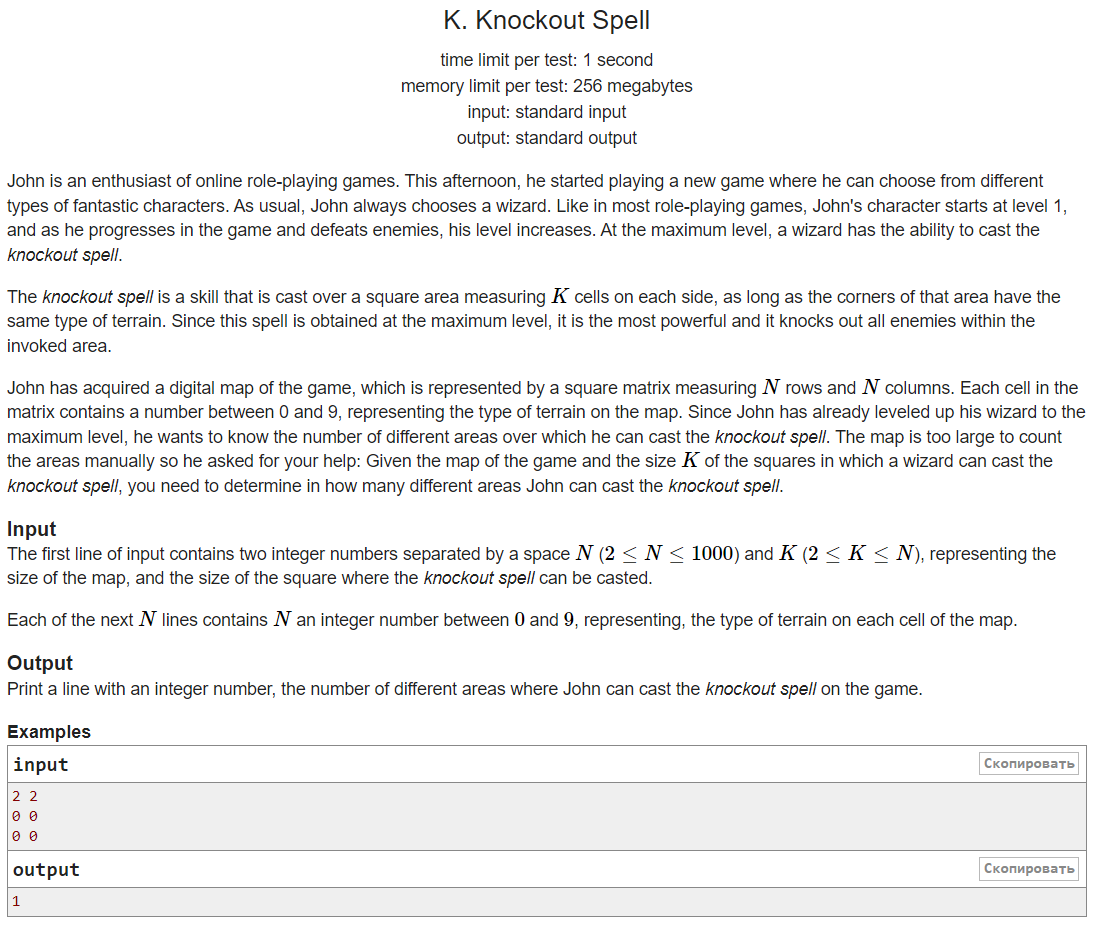 K. Knockout Spell
time limit per test: 1 second
memory limit per test: 256 megabytes
input: standard input
output: standard output
John is an enthusiast of online role-playing games. This afternoon, he started playing a new game where he can choose from different
types of fantastic characters. As usual, John always chooses a wizard. Like in most role-playing games, John's character starts at level 1,
and as he progresses in the game and defeats enemies, his level increases. At the maximum level, a wizard has the ability to cast the
knockout spell.
The knockout spell is a skill that is cast over a square area measuring K cells on each side, as long as the corners of that area have the
same type of terrain. Since this spell is obtained at the maximum level, it is the most powerful and it knocks out all enemies within the
invoked area.
John has acquired a digital map of the game, which is represented by a square matrix measuring N rows and N columns. Each cell in the
matrix contains a number between 0 and 9, representing the type of terrain on the map. Since John has already leveled up his wizard to the
maximum level, he wants to know the number of different areas over which he can cast the knockout spell. The map is too large to count
the areas manually so he asked for your help: Given the map of the game and the size K of the squares in which a wizard can cast the
knockout spell, you need to determine in how many different areas John can cast the knockout spell.
Input
The first line of input contains two integer numbers separated by a space N (2 ≤ N ≤ 1000) and K (2 ≤ K ≤ N), representing the
size of the map, and the size of the square where the knockout spell can be casted.
Each of the next N lines contains N an integer number between 0 and 9, representing, the type of terrain on each cell of the map.
Output
Print a line with an integer number, the number of different areas where John can cast the knockout spell on the game.
Examples
input Скопировать
2 2
0 0
0 0
output Скопировать
1